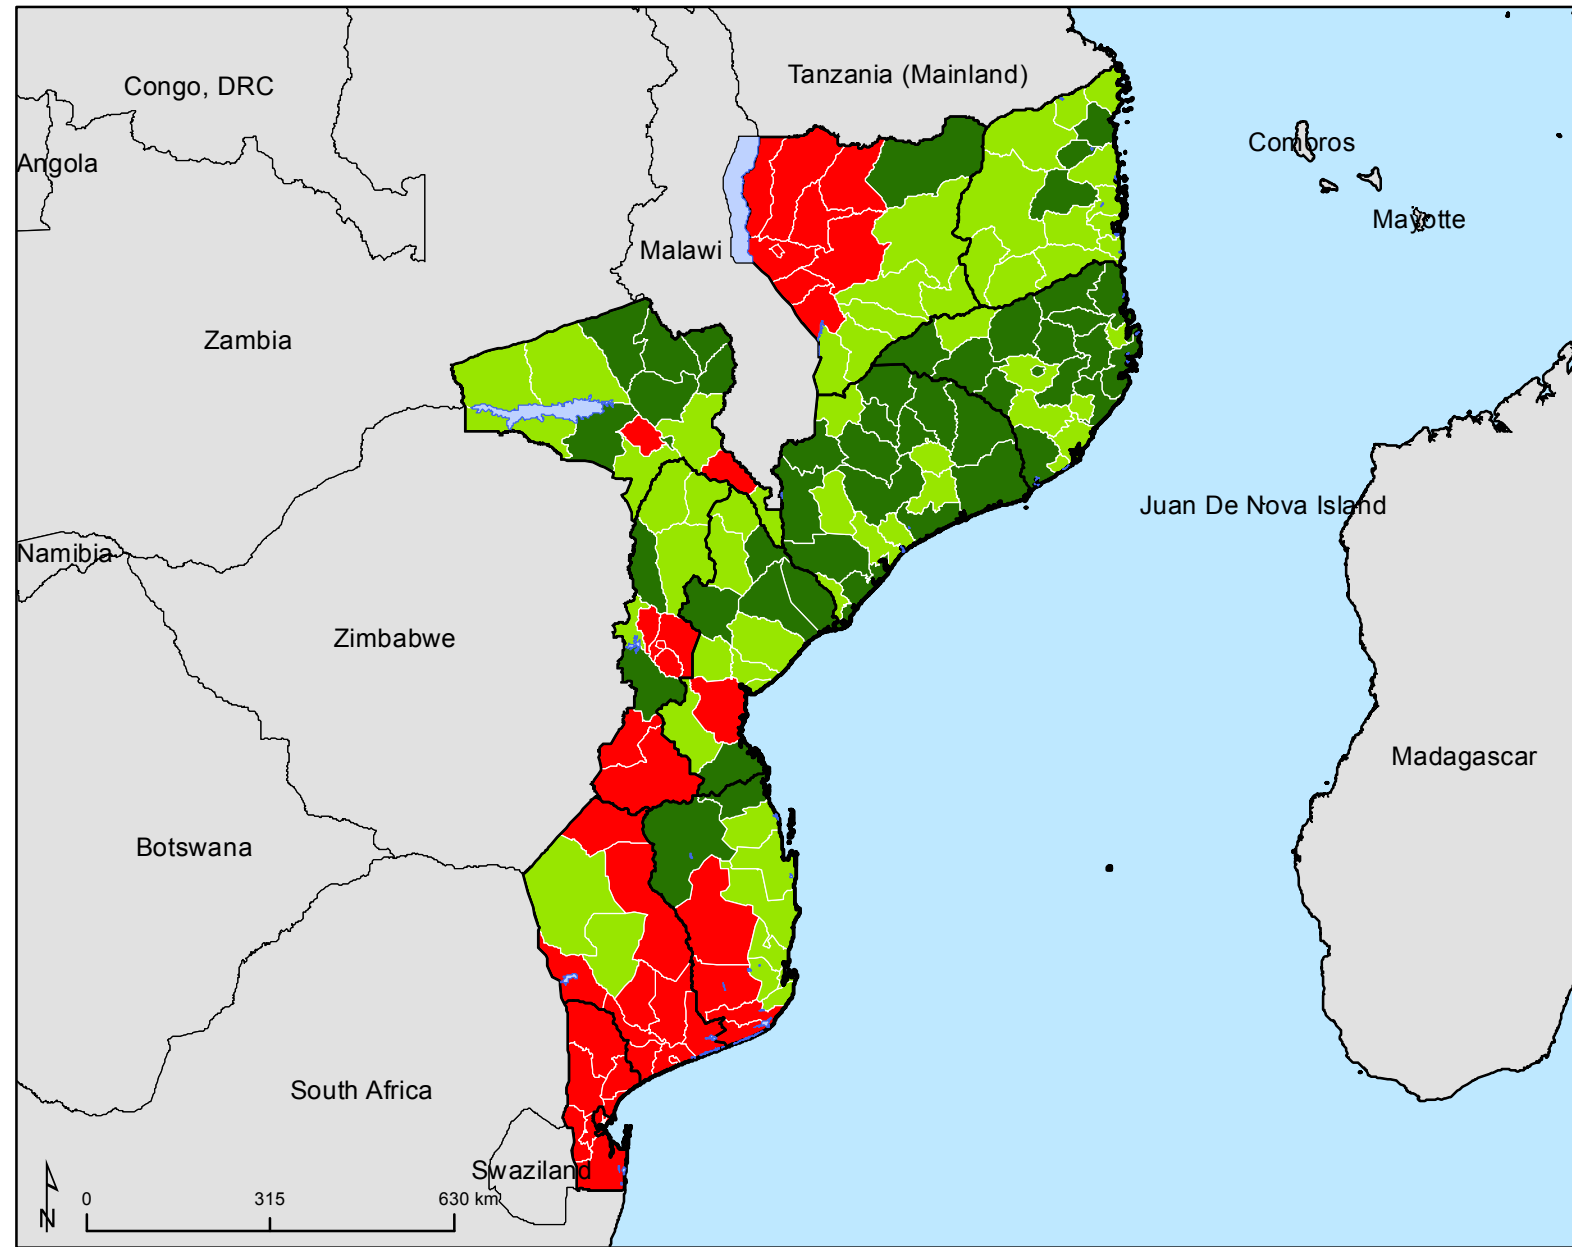 Tanzania (Mainland)
Congo, DRC
Comoros
Angola
Mayotte
Malawi
Zambia
Juan De Nova Island
Namibia
Zimbabwe
Madagascar
Botswana
South Africa
Swaziland
0 315 630 km
N